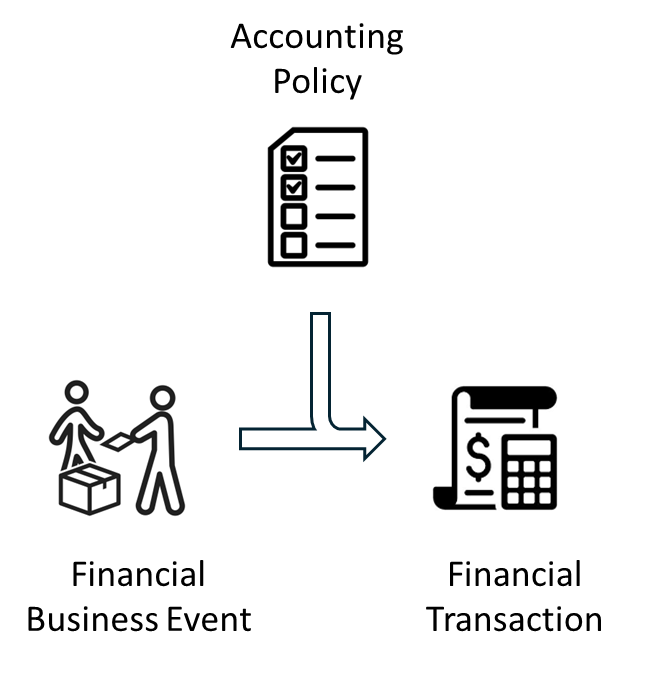 Accounting
Policy
$
Financial
Business Event
Financial
Transaction